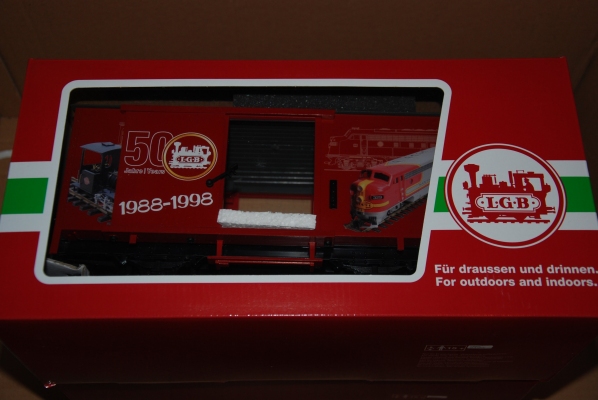 50
LGB
Jahre / Years
1988-1998
LGB
Für draussen und drinnen.
For outdoors and indoors.